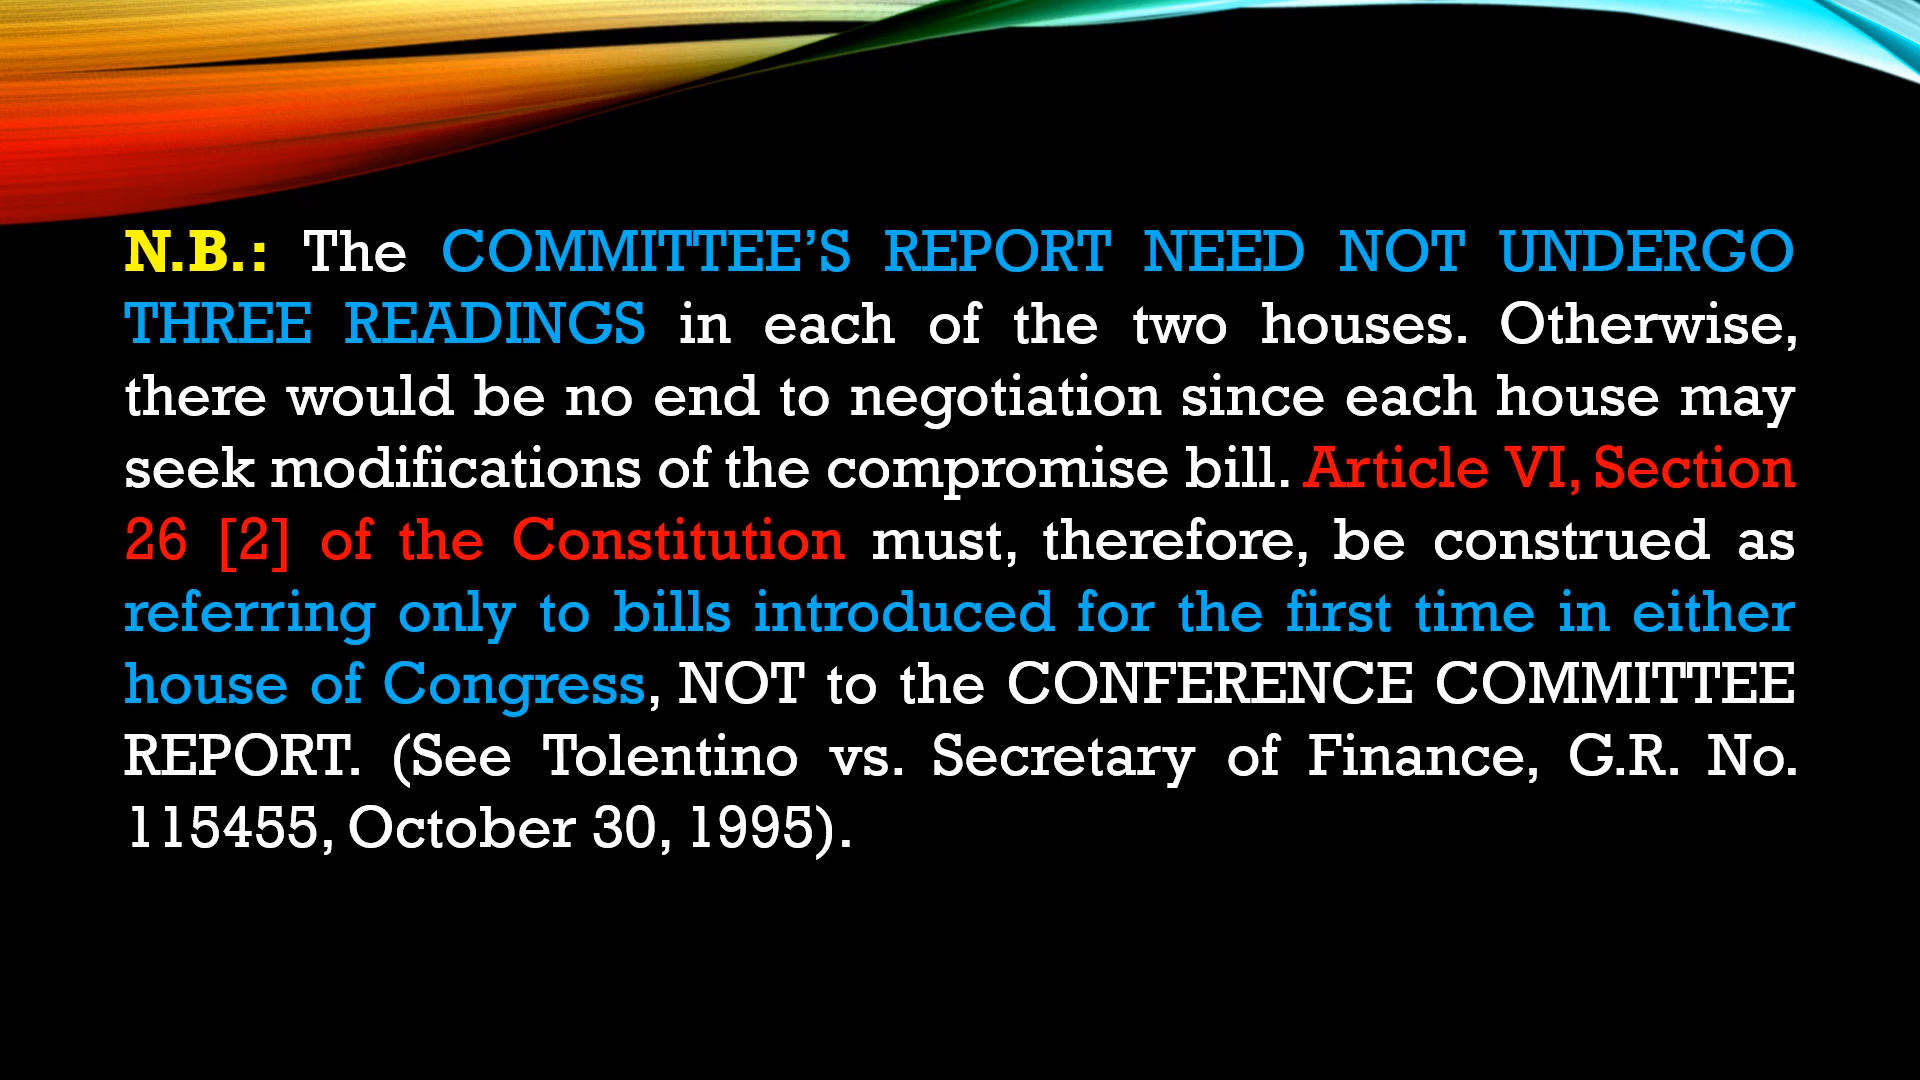 N.B.: The COMMITTEE’S REPORT NEED NOT UNDERGO
THREE READINGS in each of the two houses. Otherwise,
there would be no end to negotiation since each house may
seek modifications of the compromise bill. Article VI, Section
26 [2] of the Constitution must, therefore, be construed as
referring only to bills introduced for the first time in either
house of Congress, NOT to the CONFERENCE COMMITTEE
REPORT. (See Tolentino vs. Secretary of Finance, G.R. No.
115455, October 30, 1995).